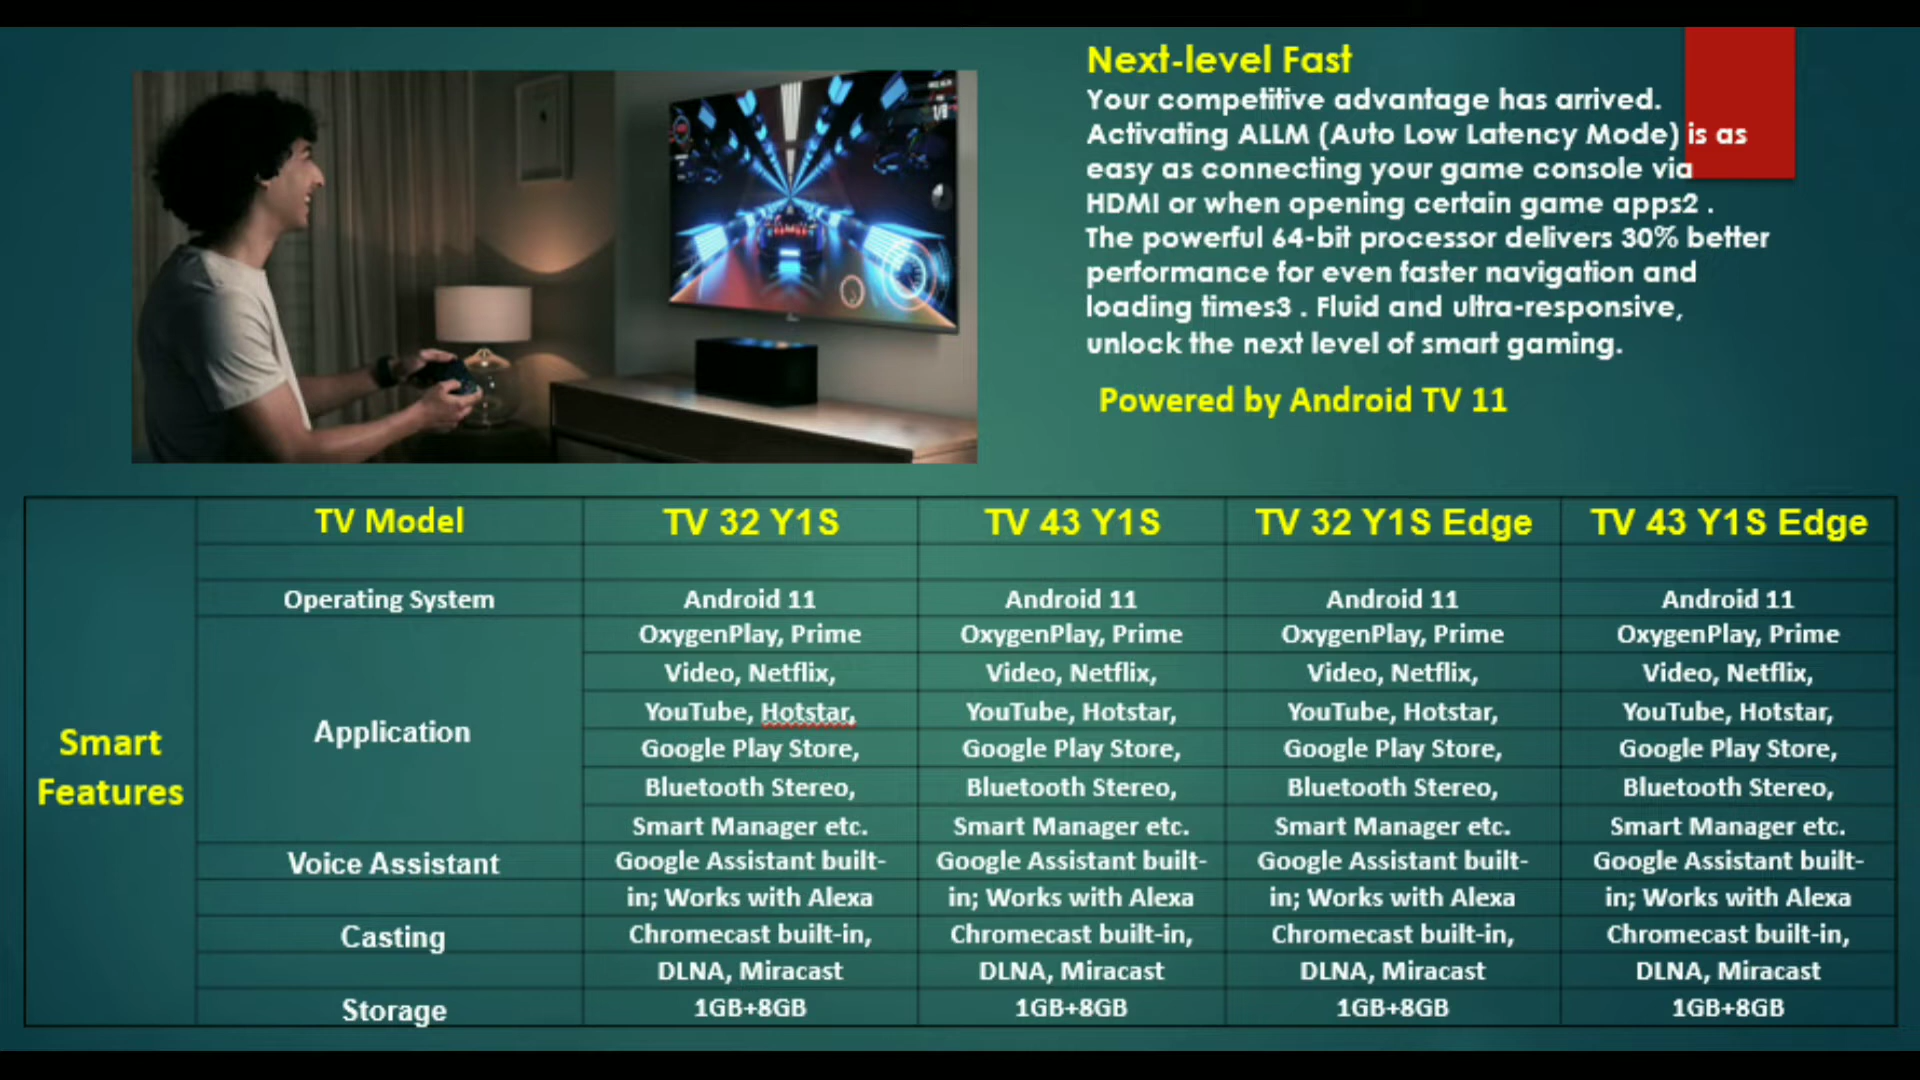 Next-level Fast
Your competitive advantage has arrived.
Activating ALLM (Auto Low Latency Mode) is as
easy as connecting your game console via
HDMI or when opening certain game apps2 .
The powerful 64-bit processor delivers 30% better
performance for even faster navigation and
loading times3 . Fluid and ultra-responsive,
unlock the next level of smart gaming.
Powered by Android TV 11
TV Model TV 32 Y1S TV 43 Y1S TV 32 Y1S Edge TV 43 Y1S Edge
Operating System Android 11 Android 11 Android 11 Android 11
OxygenPlay, Prime OxygenPlay, Prime OxygenPlay, Prime OxygenPlay, Prime
Video, Netflix, Video, Netflix, Video, Netflix, Video, Netflix,
YouTube, Hotstar, YouTube, Hotstar, YouTube, Hotstar, YouTube, Hotstar,
Application
Google Play Store, Google Play Store, Google Play Store, Google Play Store,
Smart
Features
Bluetooth Stereo, Bluetooth Stereo, Bluetooth Stereo, Bluetooth Stereo,
Smart Manager etc. Smart Manager etc. Smart Manager etc. Smart Manager etc.
Voice Assistant Google Assistant built- Google Assistant built- Google Assistant built- Google Assistant built-
in; Works with Alexa in; Works with Alexa in; Works with Alexa in; Works with Alexa
Casting Chromecast built-in, Chromecast built-in, Chromecast built-in, Chromecast built-in,
DLNA, Miracast DLNA, Miracast DLNA, Miracast DLNA, Miracast
Storage 1GB+8GB 1GB+8GB 1GB+8GB 1GB+8GB